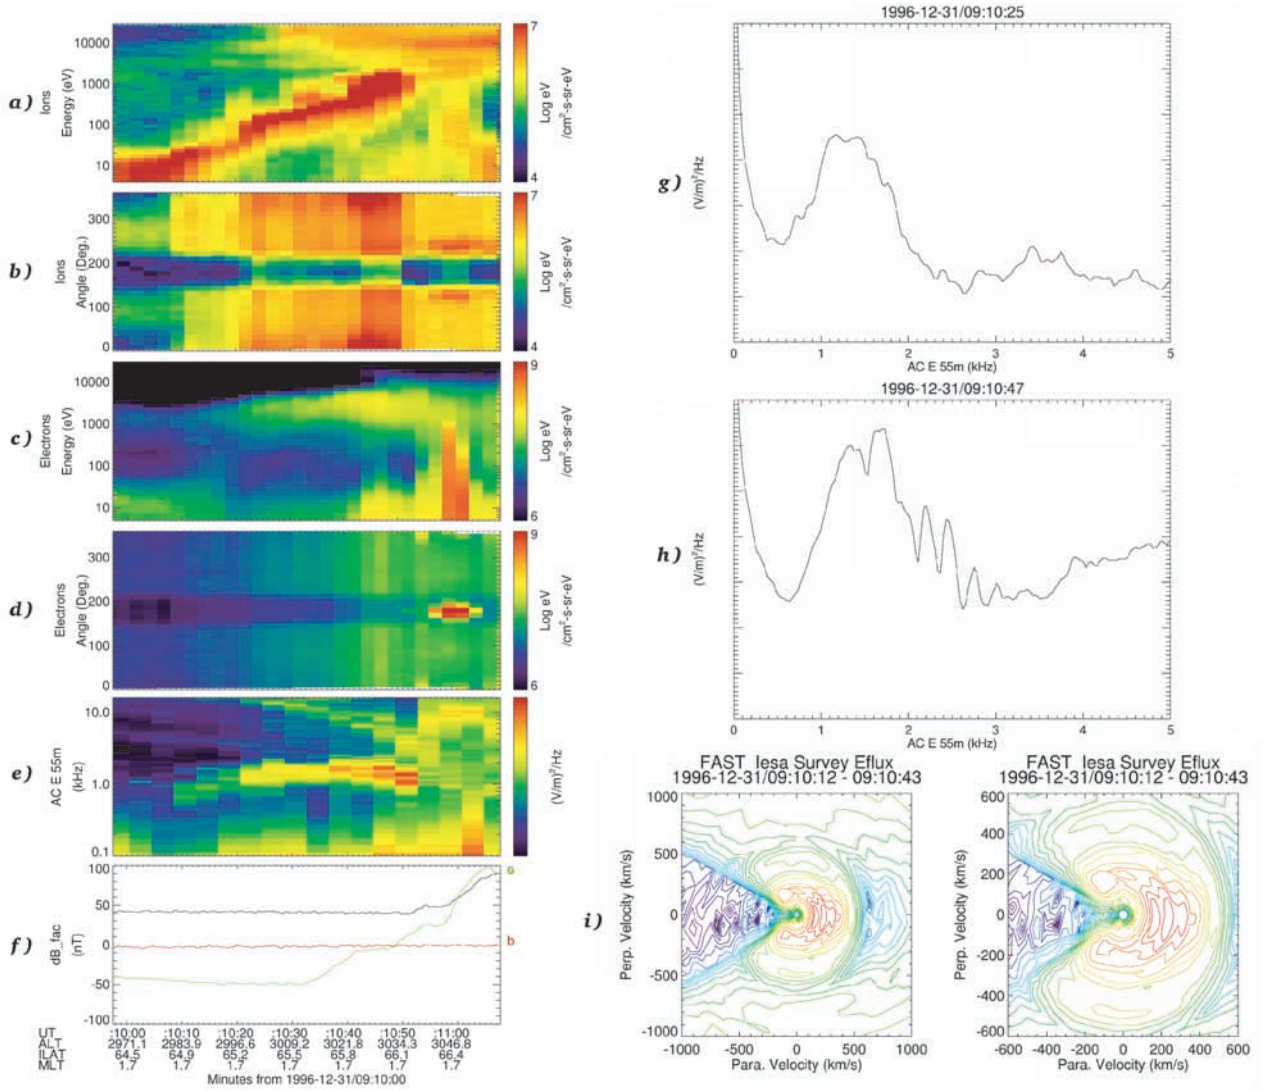 a)
Ions
Energy (eV)
10000
1000
100
10
7
4
Log eV
/cm²-s-sr-eV
b)
Ions
Angle (Deg.)
300
200
100
0
7
4
Log eV
/cm²-s-sr-eV
c)
Electrons
Energy (eV)
10000
1000
100
10
9
6
Log eV
/cm²-s-sr-eV
d)
Electrons
Angle (Deg.)
300
200
100
0
9
6
Log eV
/cm²-s-sr-eV
e)
AC E 55m
(kHz)
10.0
1.0
0.1
(V/m)²/Hz
f)
dB_fac
(nT)
100
50
0
-50
-100
b
UT :10:00 :10:10 :10:20 :10:30 :10:40 :10:50 :11:00
ALT 2971.1 2983.9 2996.6 3009.2 3021.8 3034.3 3046.8
ILAT 64.5 64.9 65.2 65.5 65.8 66.1 66.4
MLT 1.7 1.7 1.7 1.7 1.7 1.7 1.7
Minutes from 1996-12-31/09:10:00
1996-12-31/09:10:25
g)
(V/m)²/Hz
0 1 2 3 4 5
AC E 55m (kHz)
1996-12-31/09:10:47
h)
(V/m)²/Hz
0 1 2 3 4 5
AC E 55m (kHz)
i)
FAST Iesa Survey Eflux
1996-12-31/09:10:12 - 09:10:43
Perp. Velocity (km/s)
1000
500
0
-500
-1000
-1000 -500 0 500 1000
Para. Velocity (km/s)
FAST Iesa Survey Eflux
1996-12-31/09:10:12 - 09:10:43
Perp. Velocity (km/s)
600
400
200
0
-200
-400
-600
-600 -400 -200 0 200 400 600
Para. Velocity (km/s)